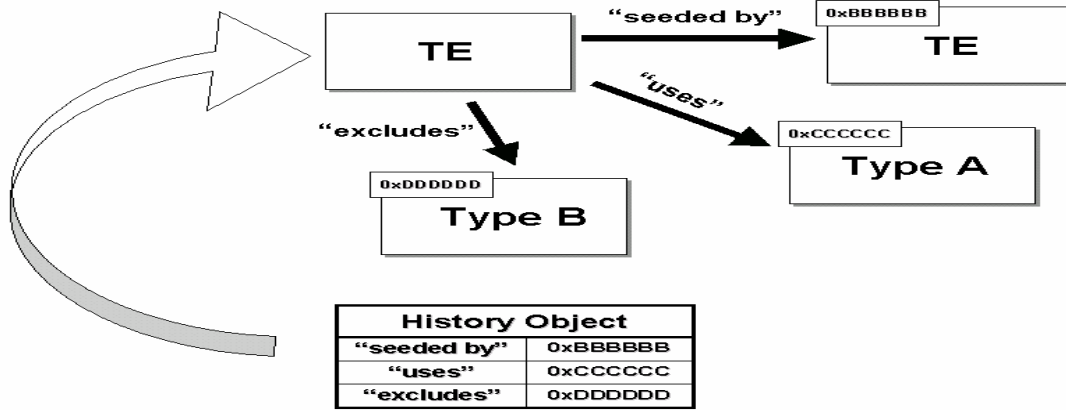 0xBBBBBB
"seeded by"
TE
TE
"uses"
0xCCCCCC
"excludes"
Type A
0xDDDDDD
Type B
History Object
"seeded by" 0xBBBBBB
"uses" 0xCCCCCC
"excludes" 0xDDDDDD